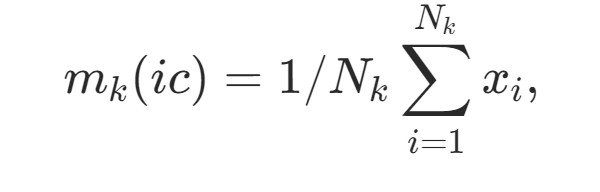 m_k(ic) = 1/N_k \sum_{i=1}^{N_k} x_i,